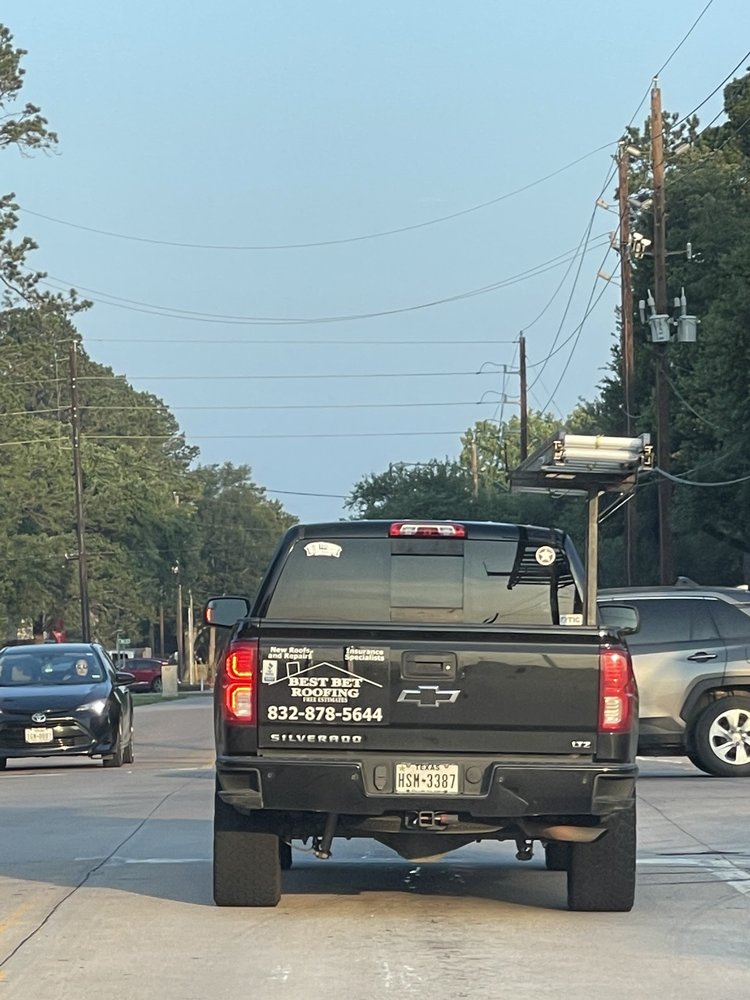 New Roofs
and Repairs
Insurance
Specialists
BEST BET
ROOFING
FREE ESTIMATES
832-878-5644
SILVERADO
LTZ
TEXAS
HSM-3387